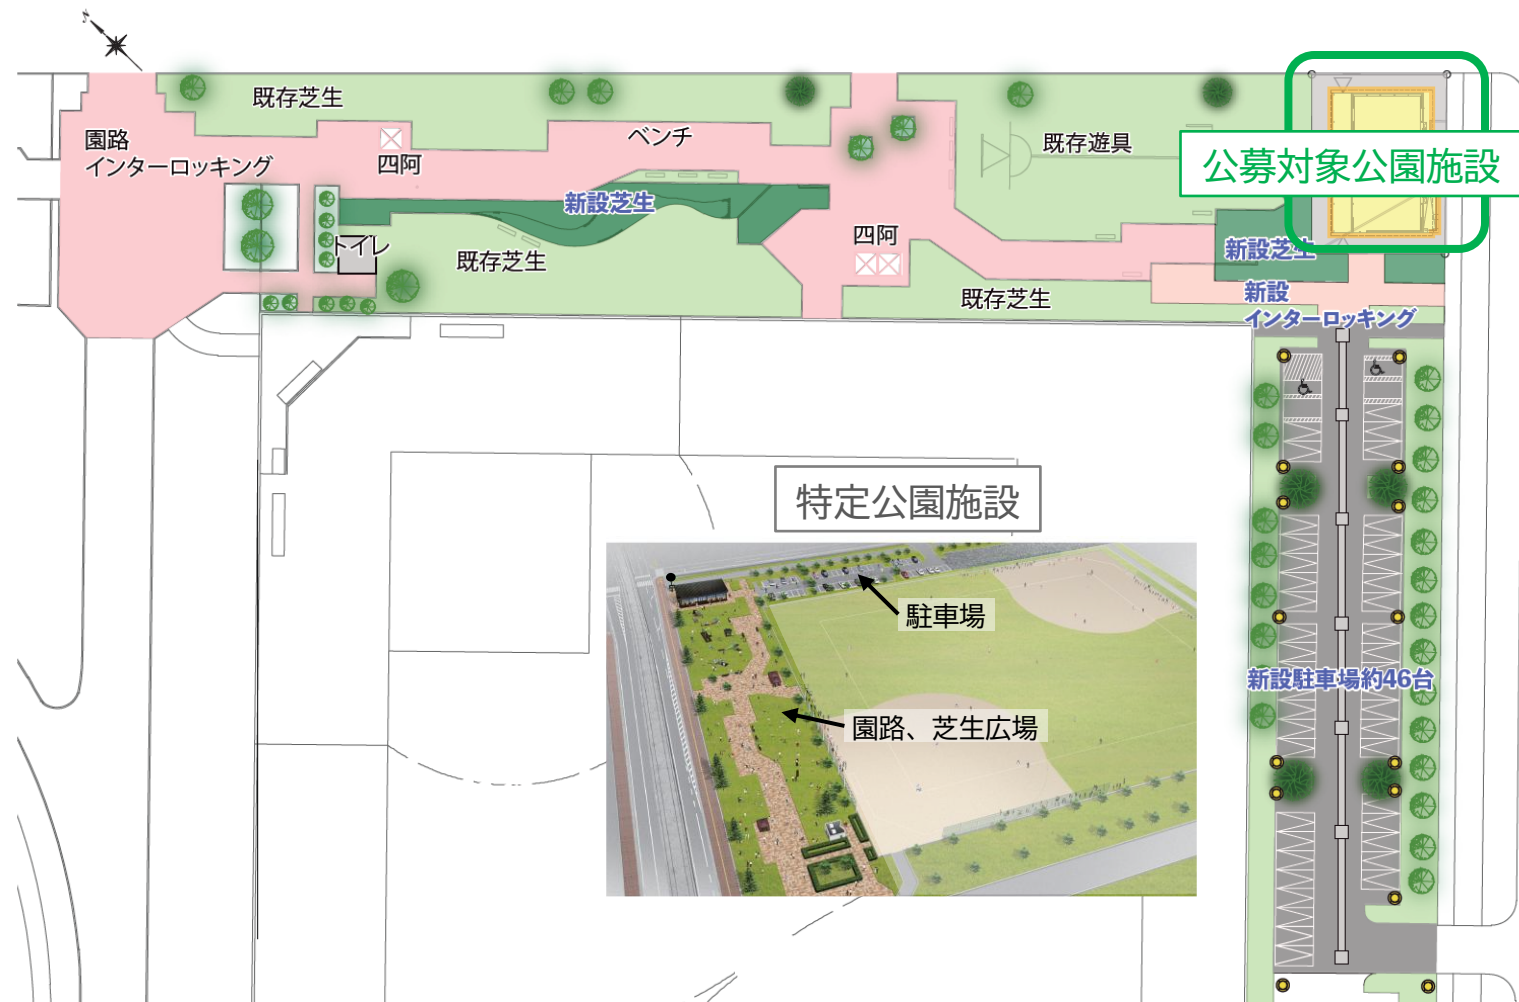 既存芝生
園路
インターロッキング
四阿
ベンチ
既存遊具
公募対象公園施設
新設芝生
トイレ
既存芝生
四阿
新設芝生
既存芝生
新設
インターロッキング
特定公園施設
駐車場
園路、芝生広場
新設駐車場約46台